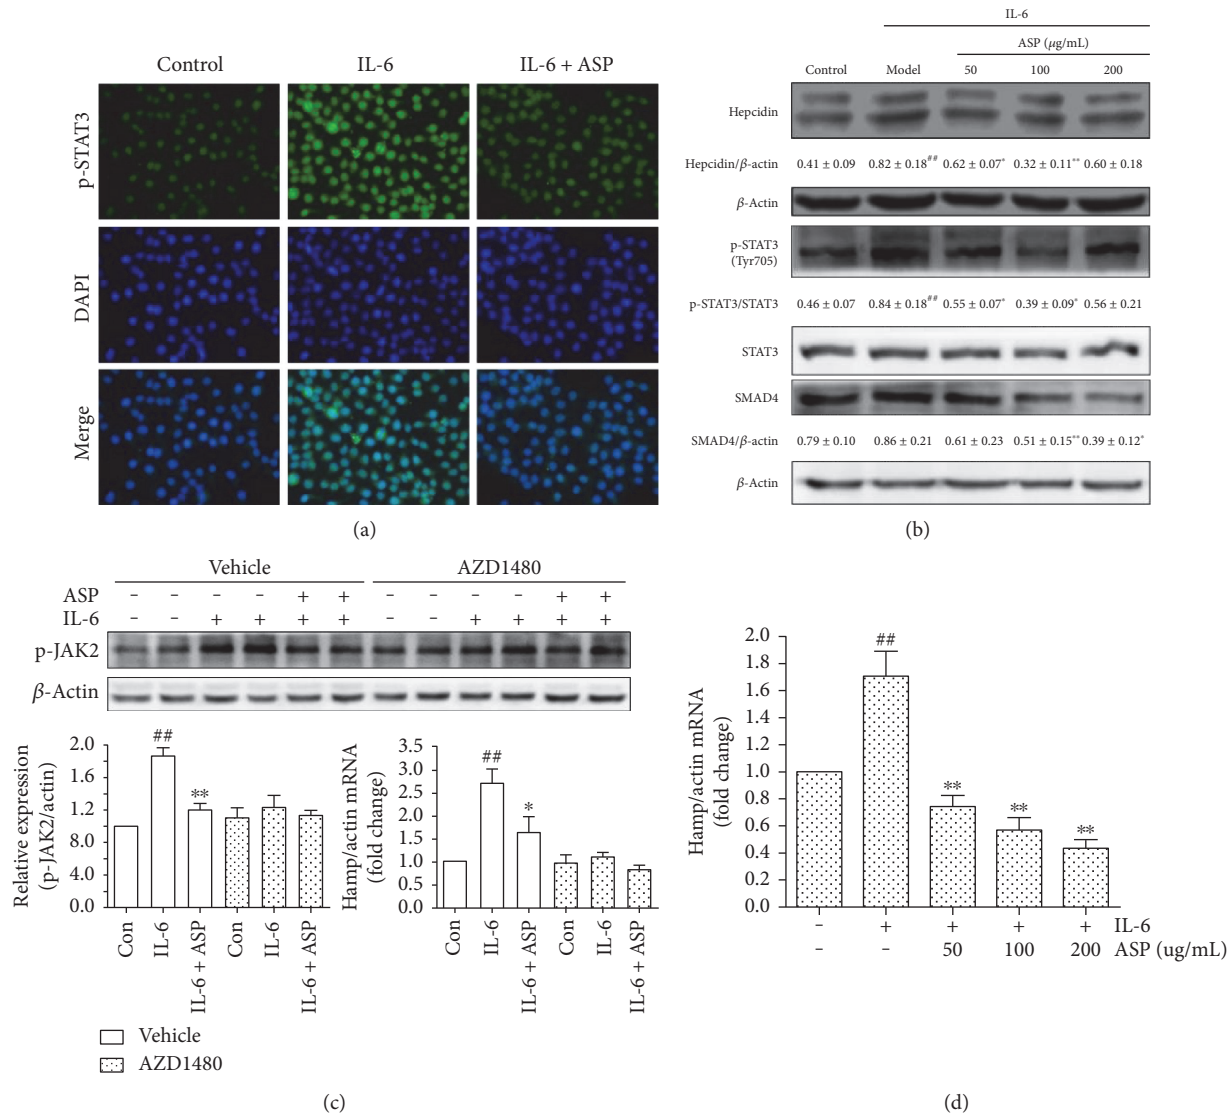 Control IL-6 IL-6 + ASP
p-STAT3
DAPI
Merge
(a)
IL-6
ASP (μg/mL)
Control Model 50 100 200
Hepcidin
Hepcidin/β-actin 0.41 ± 0.09 0.82 ± 0.18## 0.62 ± 0.07* 0.32 ± 0.11** 0.60 ± 0.18
β-Actin
p-STAT3
(Tyr705)
p-STAT3/STAT3 0.46 ± 0.07 0.84 ± 0.18## 0.55 ± 0.07* 0.39 ± 0.09* 0.56 ± 0.21
STAT3
SMAD4
SMAD4/β-actin 0.79 ± 0.10 0.86 ± 0.21 0.61 ± 0.23 0.51 ± 0.15** 0.39 ± 0.12*
β-Actin
(b)
Vehicle AZD1480
ASP – – – – + + – – – – + +
IL-6 – – + + + + – – + + + +
p-JAK2
β-Actin
Relative expression
(p-JAK2/actin)
2.0
1.6
1.2
8.0
4.0
0.0
##
**
Con IL-6 IL-6 + ASP Con IL-6 IL-6 + ASP
Hamp/actin mRNA
(fold change)
3.5
3.0
2.5
2.0
1.5
1.0
0.5
0.0
##
*
Con IL-6 IL-6 + ASP Con IL-6 IL-6 + ASP
Vehicle
AZD1480
(c)
Hamp/actin mRNA
(fold change)
2.0
1.8
1.6
1.4
1.2
1.0
0.8
0.6
0.4
0.2
0.0
##
**
**
**
– + + + + IL-6
– – 50 100 200 ASP (ug/mL)
(d)